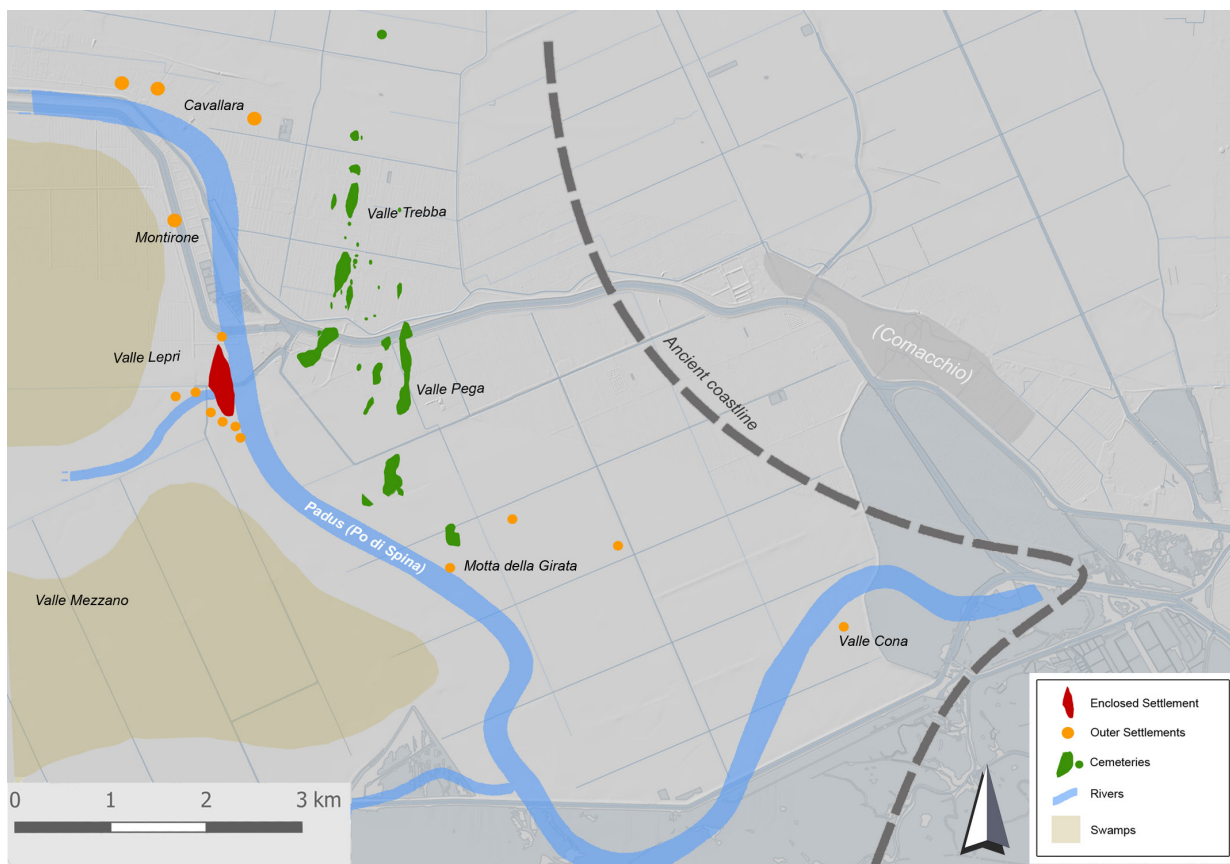 Cavallara
Valle Trebba
Montirone
Valle Lepri
Valle Pega
Ancient coastline
(Comacchio)
Padus (Po di Spina)
Motta della Girata
Valle Mezzano
Valle Cona
Enclosed Settlement
Outer Settlements
Cemeteries
Rivers
Swamps
0 1 2 3 km